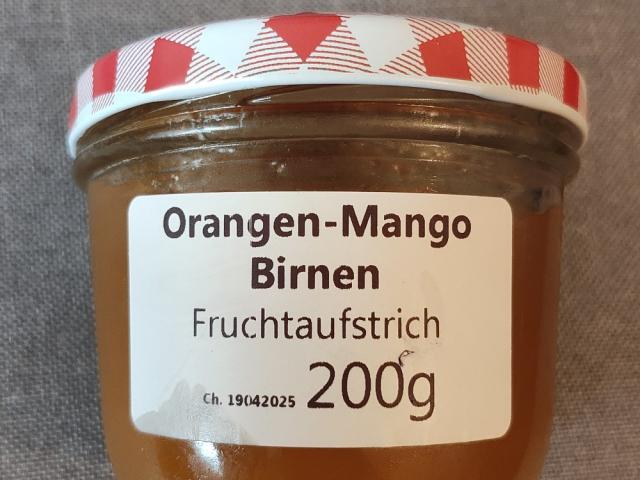 Orangen-Mango
Birnen
Fruchtaufstrich
Ch. 19042025 200g